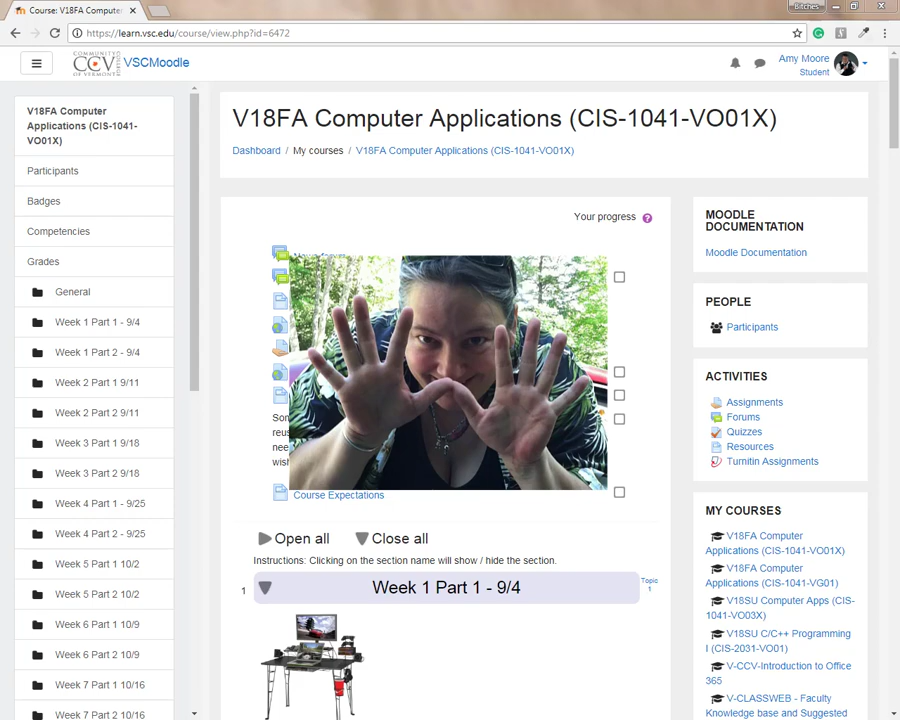 Course: V18FA Computer
Bitches
https://learn.vsc.edu/course/view.php?id=6472
COMMUNITY
CCV
COLLEGE
OF VERMONT
VSCMoodle
Amy Moore
Student
V18FA Computer
Applications (CIS-1041-
VO01X)
Participants
Badges
Competencies
Grades
General
Week 1 Part 1 - 9/4
Week 1 Part 2 - 9/4
Week 2 Part 1 9/11
Week 2 Part 2 9/11
Week 3 Part 1 9/18
Week 3 Part 2 9/18
Week 4 Part 1 - 9/25
Week 4 Part 2 - 9/25
Week 5 Part 1 10/2
Week 5 Part 2 10/2
Week 6 Part 1 10/9
Week 6 Part 2 10/9
Week 7 Part 1 10/16
Week 7 Part 2 10/16
V18FA Computer Applications (CIS-1041-VO01X)
Dashboard / My courses / V18FA Computer Applications (CIS-1041-VO01X)
Your progress
Som
reus
nee
wish
Course Expectations
Open all Close all
Instructions: Clicking on the section name will show / hide the section.
1 Week 1 Part 1 - 9/4
Topic
1
MOODLE
DOCUMENTATION
Moodle Documentation
PEOPLE
Participants
ACTIVITIES
Assignments
Forums
Quizzes
Resources
Turnitin Assignments
MY COURSES
V18FA Computer
Applications (CIS-1041-VO01X)
V18FA Computer
Applications (CIS-1041-VG01)
V18SU Computer Apps (CIS-
1041-VO03X)
V18SU C/C++ Programming
I (CIS-2031-VO01)
V-CCV-Introduction to Office
365
V-CLASSWEB - Faculty
Knowledge base and Suggested